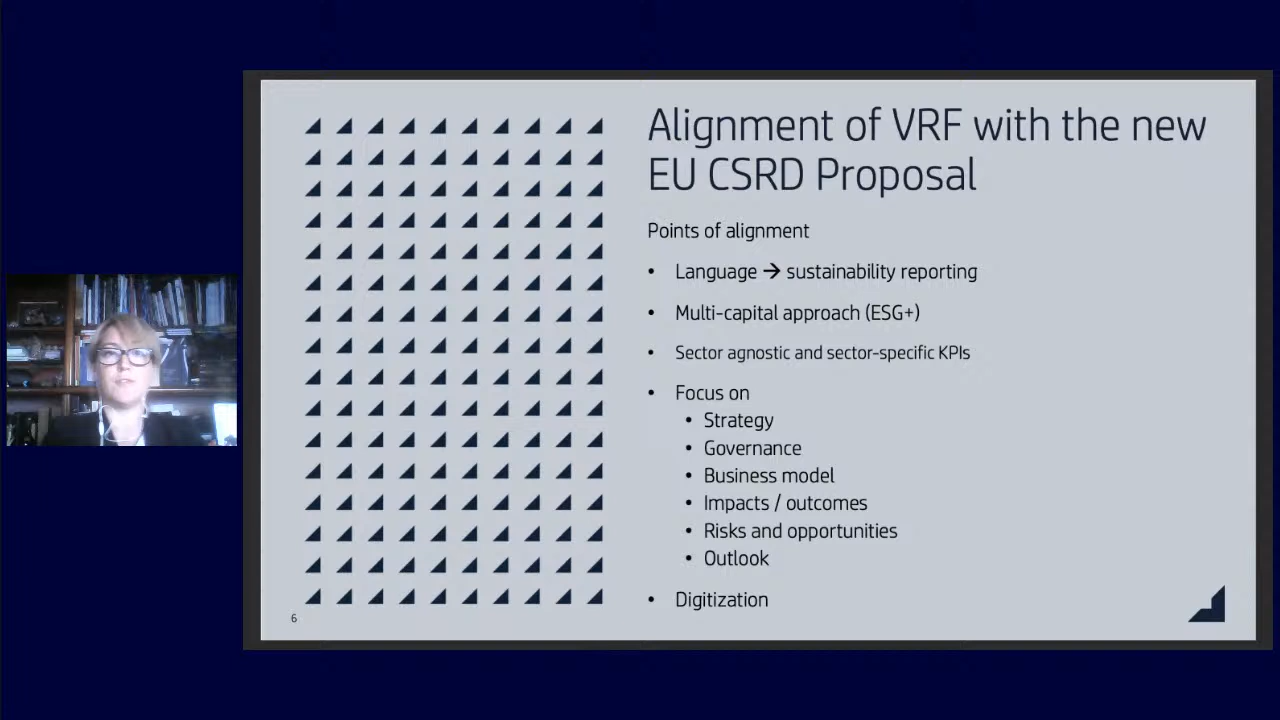 Alignment of VRF with the new
EU CSRD Proposal
Points of alignment
• Language → sustainability reporting
• Multi-capital approach (ESG+)
• Sector agnostic and sector-specific KPIs
• Focus on
• Strategy
• Governance
• Business model
• Impacts / outcomes
• Risks and opportunities
• Outlook
• Digitization
6